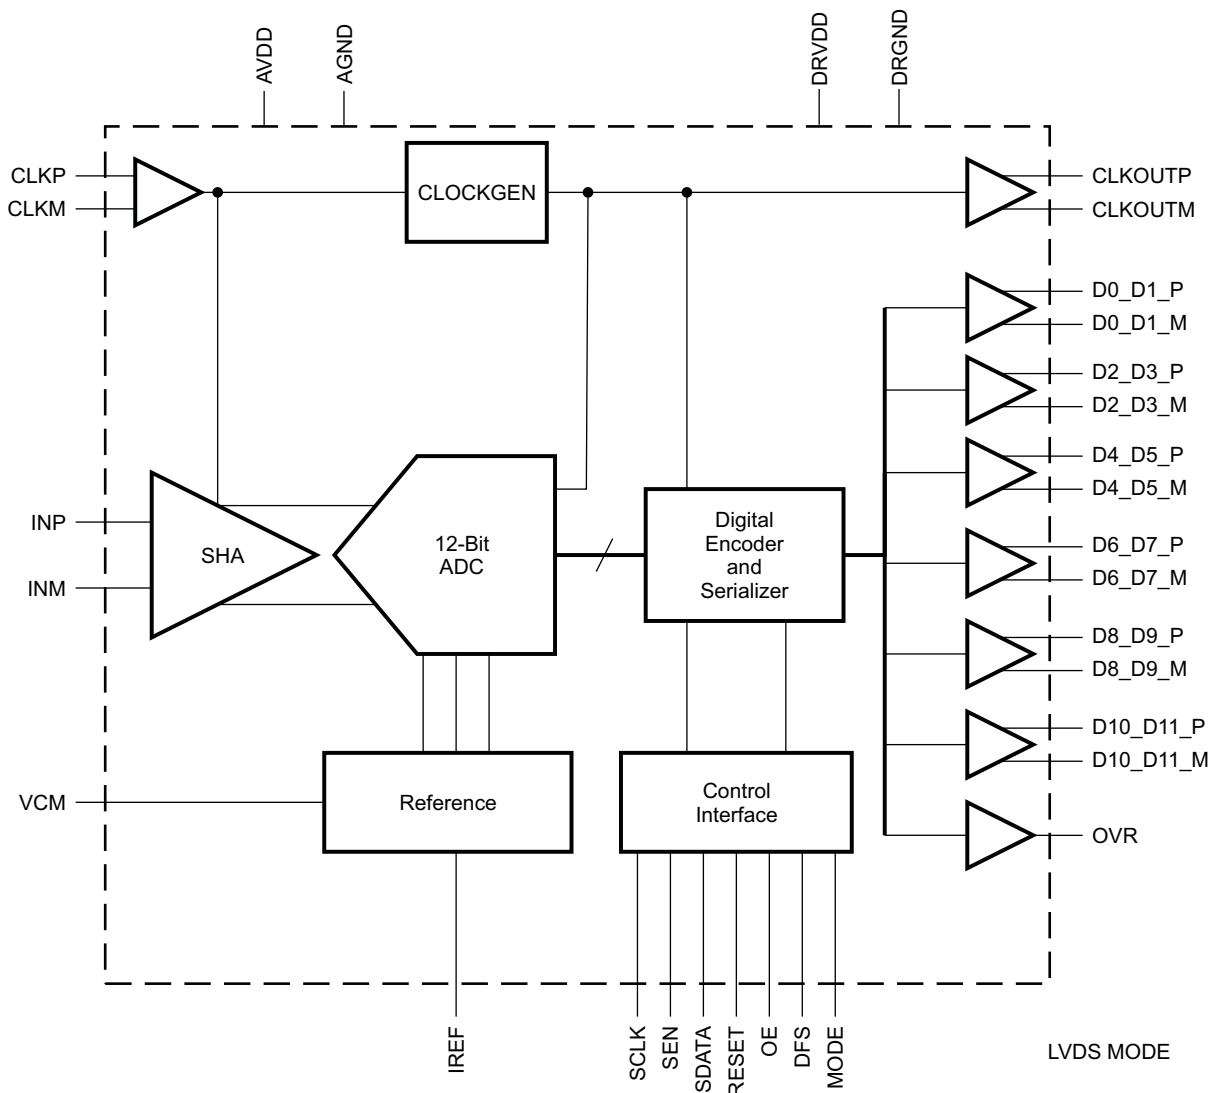 AVDD
AGND
DRVDD
DRGND
CLKP
CLKM
CLOCKGEN
CLKOUTP
CLKOUTM
D0_D1_P
D0_D1_M
D2_D3_P
D2_D3_M
D4_D5_P
D4_D5_M
INP
INM
SHA
12-Bit
ADC
Digital
Encoder
and
Serializer
D6_D7_P
D6_D7_M
D8_D9_P
D8_D9_M
D10_D11_P
D10_D11_M
VCM
Reference
Control
Interface
OVR
IREF
SCLK
SEN
SDATA
RESET
OE
DFS
MODE
LVDS MODE